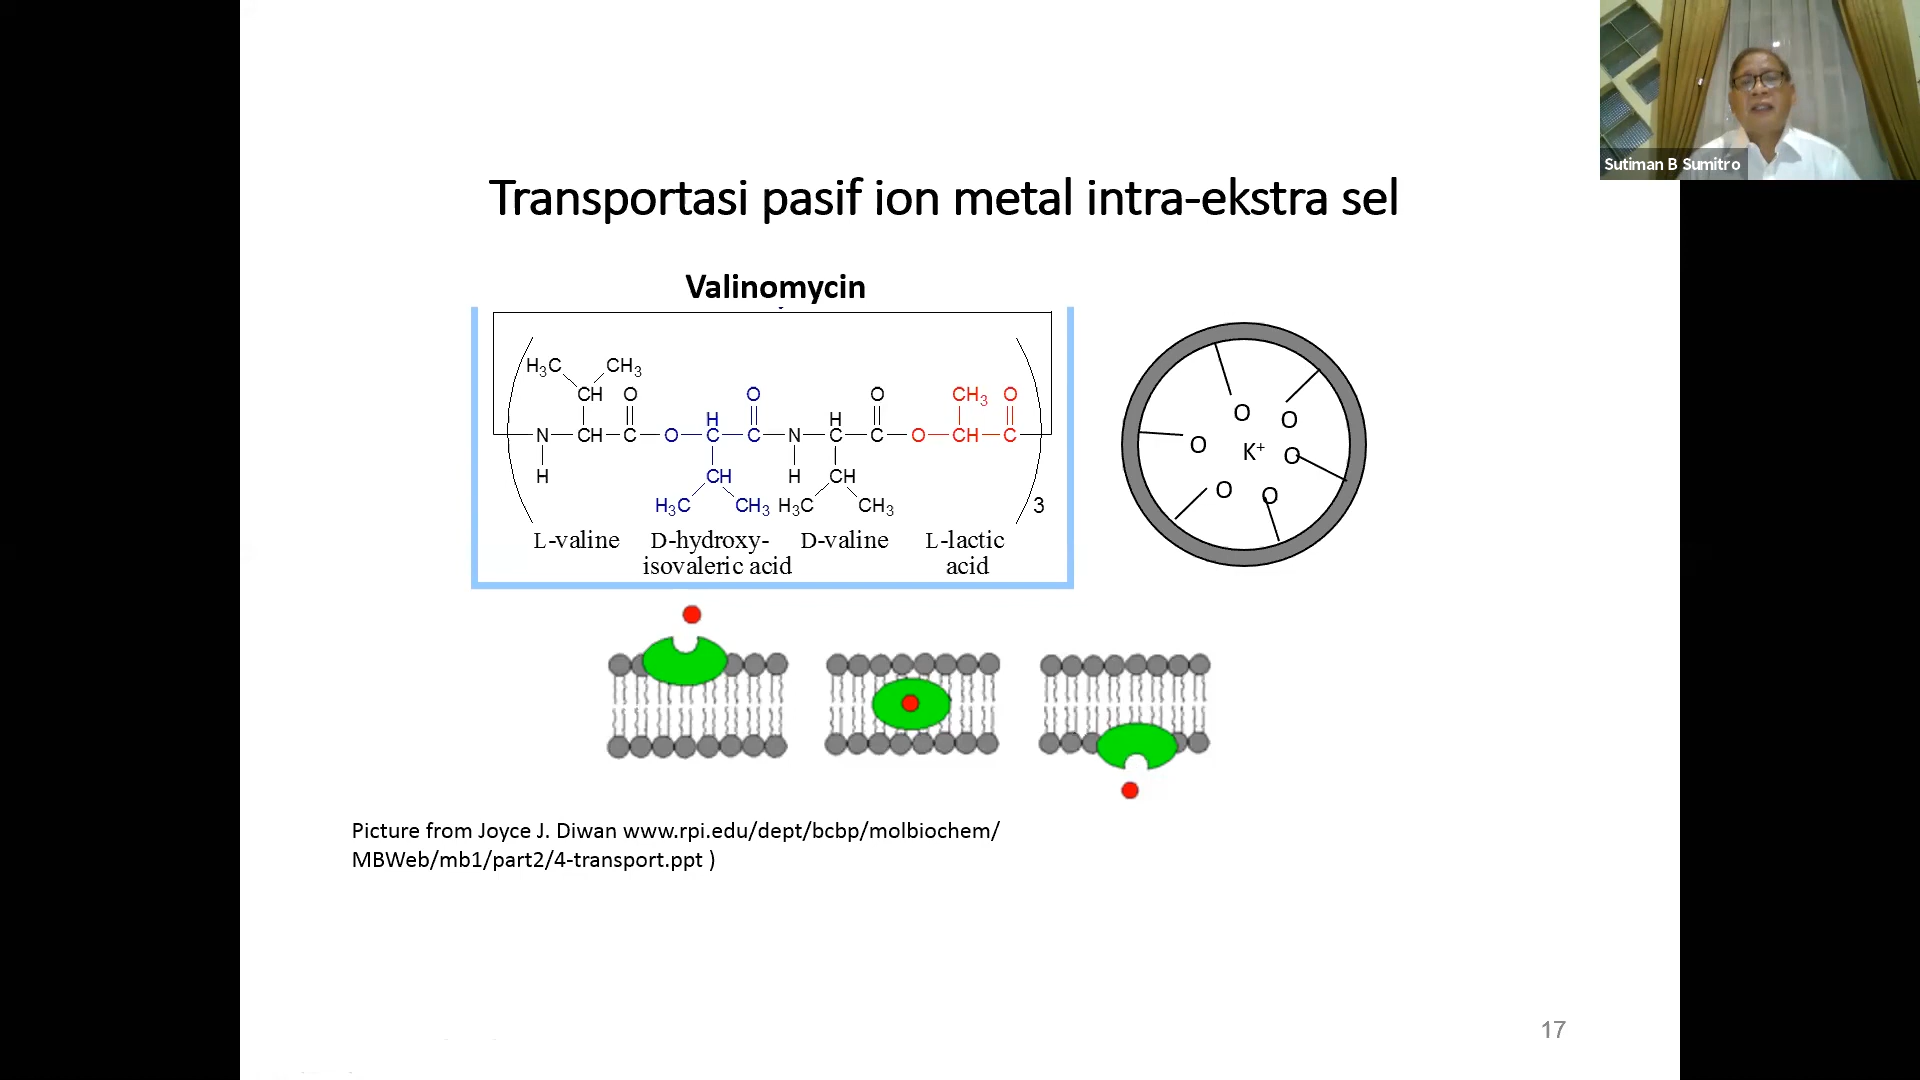 Sutiman B Sumitro
Transportasi pasif ion metal intra-ekstra sel
Valinomycin
H3C CH3
CH O O O CH3 O
H H
N CH C O C C N C C O CH C
H CH H CH
H3C CH3 H3C CH3
3
L-valine D-hydroxy- D-valine L-lactic
isovaleric acid acid
O O
O K+ O
O O
Picture from Joyce J. Diwan www.rpi.edu/dept/bcbp/molbiochem/
MBWeb/mb1/part2/4-transport.ppt )
17